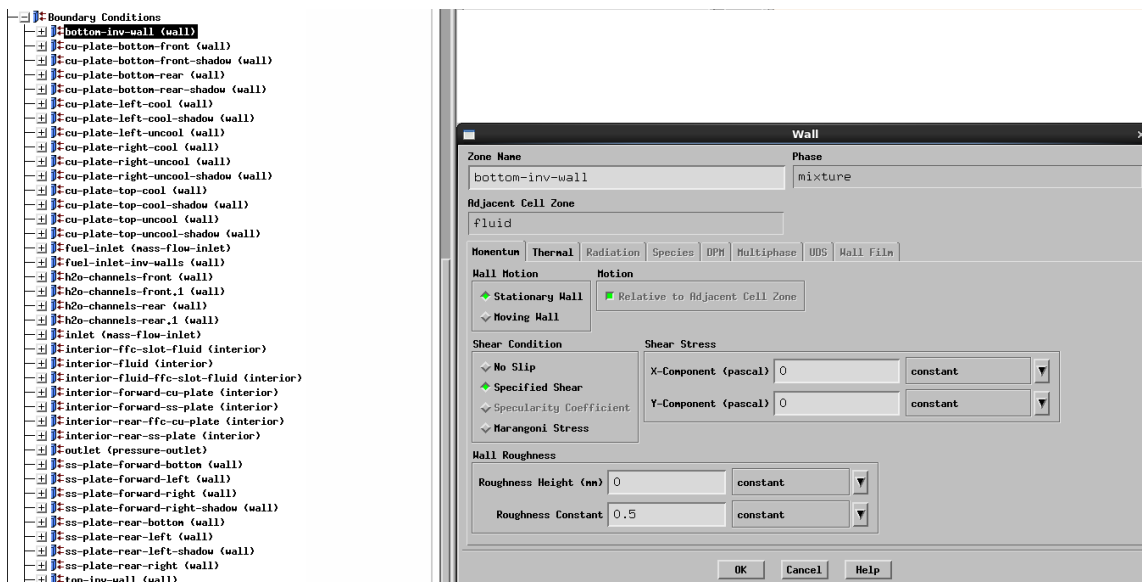 Boundary Conditions
bottom-inv-wall (wall)
cu-plate-bottom-front (wall)
cu-plate-bottom-front-shadow (wall)
cu-plate-bottom-rear (wall)
cu-plate-bottom-rear-shadow (wall)
cu-plate-left-cool (wall)
cu-plate-left-cool-shadow (wall)
cu-plate-left-uncool (wall)
cu-plate-right-cool (wall)
cu-plate-right-uncool (wall)
cu-plate-right-uncool-shadow (wall)
cu-plate-top-cool (wall)
cu-plate-top-cool-shadow (wall)
cu-plate-top-uncool (wall)
cu-plate-top-uncool-shadow (wall)
fuel-inlet (mass-flow-inlet)
fuel-inlet-inv-walls (wall)
h2o-channels-front (wall)
h2o-channels-front.1 (wall)
h2o-channels-rear (wall)
h2o-channels-rear.1 (wall)
inlet (mass-flow-inlet)
interior-ffc-slot-fluid (interior)
interior-fluid (interior)
interior-fluid-ffc-slot-fluid (interior)
interior-forward-cu-plate (interior)
interior-forward-ss-plate (interior)
interior-rear-ffc-cu-plate (interior)
interior-rear-ss-plate (interior)
outlet (pressure-outlet)
ss-plate-forward-bottom (wall)
ss-plate-forward-left (wall)
ss-plate-forward-right (wall)
ss-plate-forward-right-shadow (wall)
ss-plate-rear-bottom (wall)
ss-plate-rear-left (wall)
ss-plate-rear-left-shadow (wall)
ss-plate-rear-right (wall)
top-inv-wall (wall)
Wall
Zone Name
Phase
bottom-inv-wall
mixture
Adjacent Cell Zone
fluid
Momentum Thermal Radiation Species DPM Multiphase UDS Wall Film
Wall Motion
Motion
Stationary Wall
Relative to Adjacent Cell Zone
Moving Wall
Shear Condition
Shear Stress
No Slip
Specified Shear
Specularity Coefficient
Marangoni Stress
X-Component (pascal) 0 constant
Y-Component (pascal) 0 constant
Wall Roughness
Roughness Height (mm) 0 constant
Roughness Constant 0.5 constant
OK Cancel Help